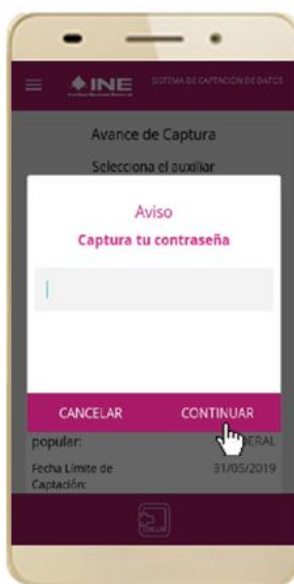 INE
SISTEMA DE CAPTACIÓN DE DATOS
Avance de Captura
Selecciona el auxiliar
Aviso
Captura tu contraseña
CANCELAR CONTINUAR
popular:
Fecha Límite de 31/05/2019
Captación: